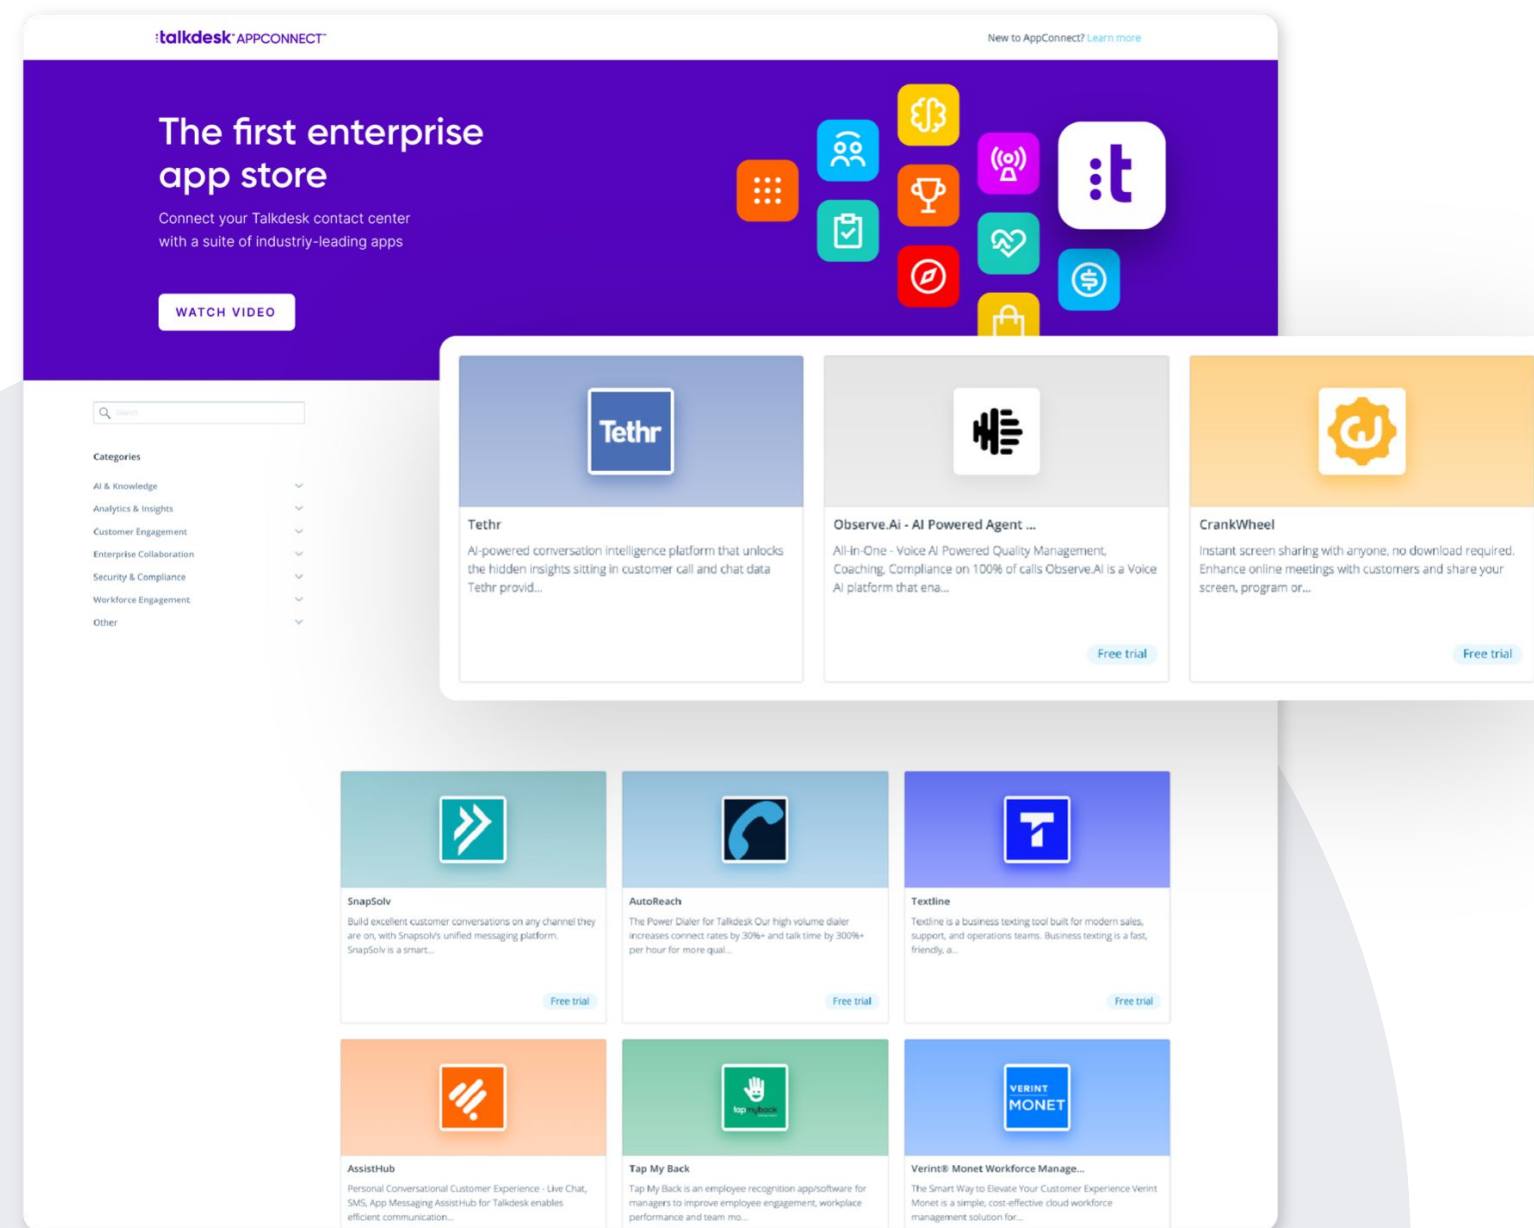 talkdesk APPCONNECT™
New to AppConnect? Learn more
The first enterprise
app store
Connect your Talkdesk contact center
with a suite of industriy-leading apps
WATCH VIDEO
t
Search
Categories
AI & Knowledge
Analytics & Insights
Customer Engagement
Enterprise Collaboration
Security & Compliance
Workforce Engagement
Other
Tethr
Tethr
AI-powered conversation intelligence platform that unlocks
the hidden insights sitting in customer call and chat data
Tethr provid...
Observe.Ai - AI Powered Agent ...
All-in-One - Voice AI Powered Quality Management,
Coaching, Compliance on 100% of calls Observe.AI is a Voice
AI platform that ena...
Free trial
CrankWheel
Instant screen sharing with anyone, no download required.
Enhance online meetings with customers and share your
screen, program or...
Free trial
SnapSolv
Build excellent customer conversations on any channel they
are on, with Snapsolv's unified messaging platform.
SnapSolv is a smart...
Free trial
AutoReach
The Power Dialer for Talkdesk Our high volume dialer
increases connect rates by 30%+ and talk time by 300%+
per hour for more qual...
Free trial
Textline
Textline is a business texting tool built for modern sales,
support, and operations teams. Business texting is a fast,
friendly, a...
Free trial
AssistHub
Personal Conversational Customer Experience - Live Chat,
SMS, App Messaging AssistHub for Talkdesk enables
efficient communication...
tapmyback
Tap My Back
Tap My Back is an employee recognition app/software for
managers to improve employee engagement, workplace
performance and team mo...
VERINT
MONET
Verint® Monet Workforce Manage...
The Smart Way to Elevate Your Customer Experience Verint
Monet is a simple, cost-effective cloud workforce
management solution for...